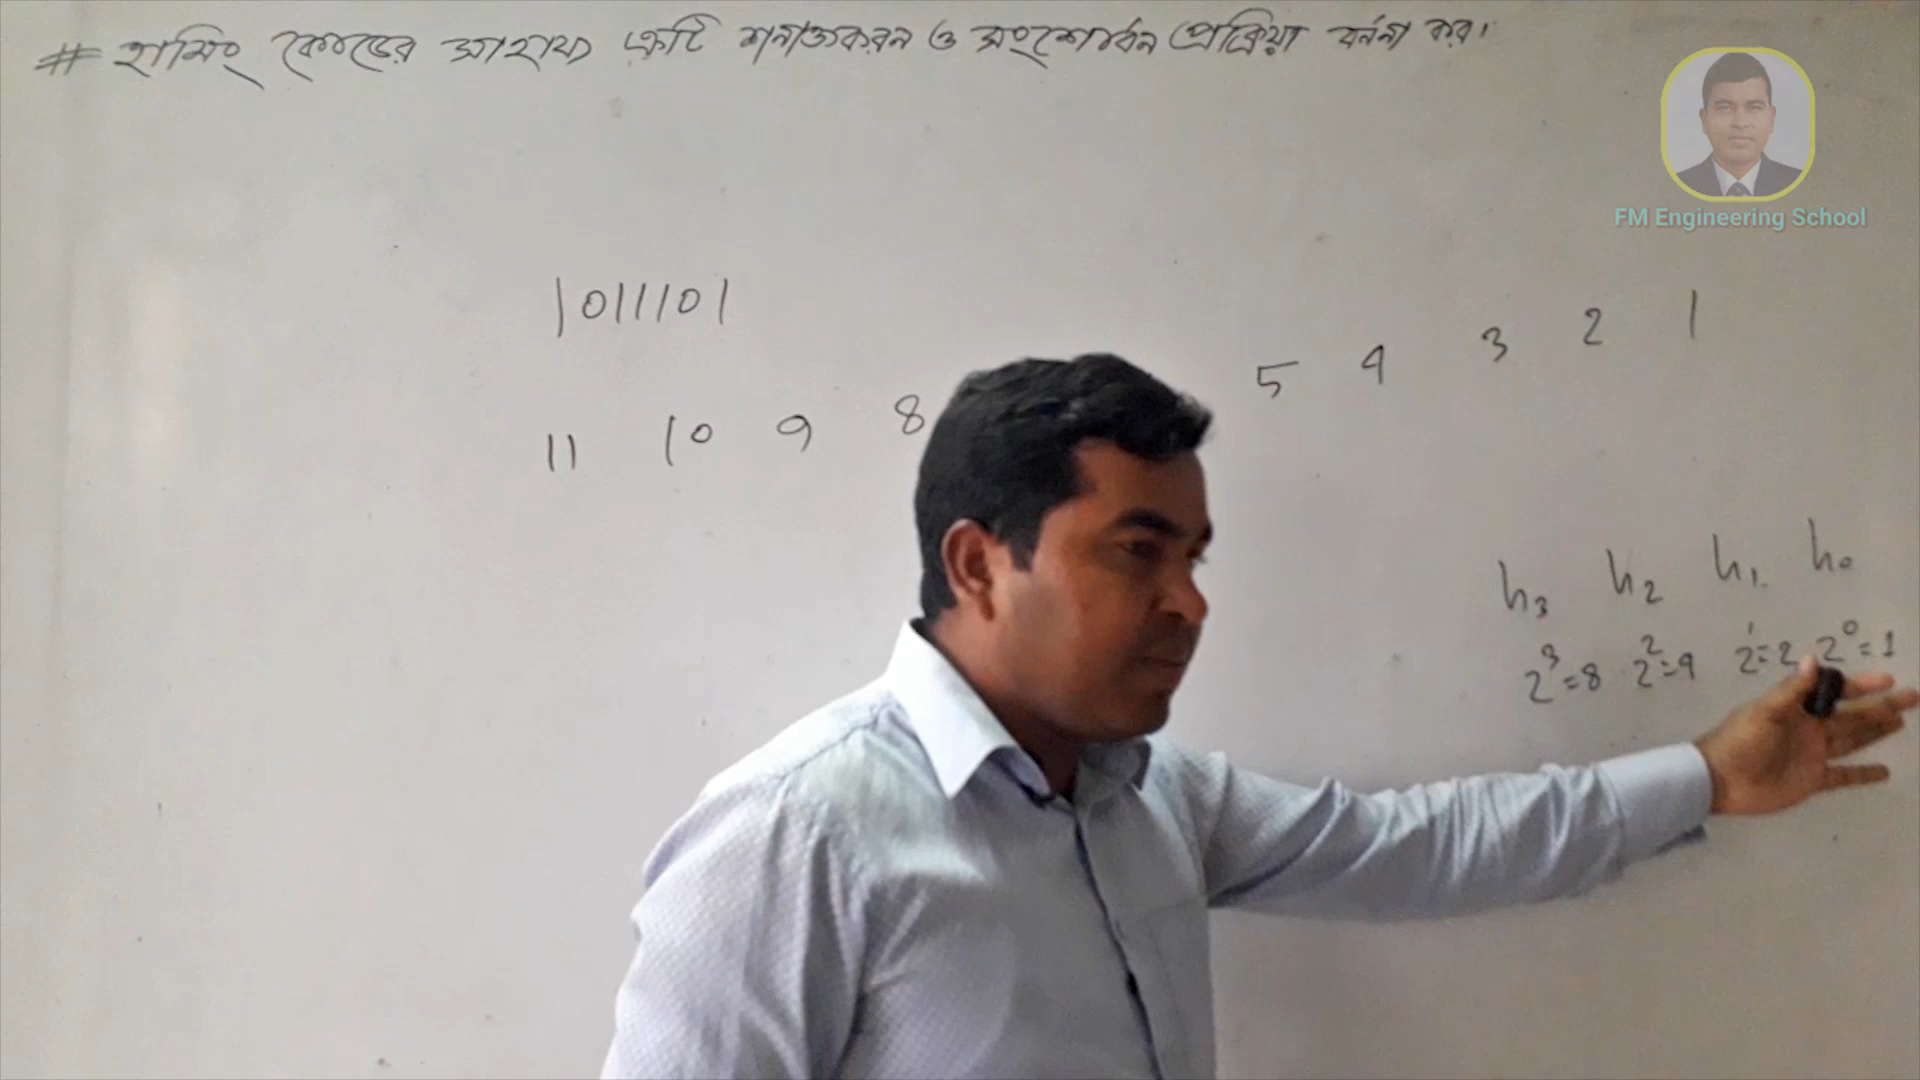 # হামিং কোডের সাহায্য ত্রুটি শনাক্তকরন ও সংশোধন প্রক্রিয়া বর্ননা কর।
FM Engineering School
1011101
11 10 9 8 5 4 3 2 1
h₃ h₂ h₁ h₀
2³=8 2²=4 2¹=2 2⁰=1